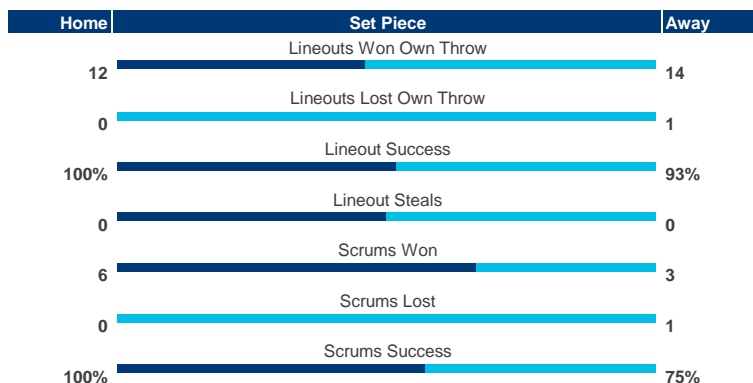 Home Set Piece Away
Lineouts Won Own Throw
12 14
Lineouts Lost Own Throw
0 1
Lineout Success
100% 93%
Lineout Steals
0 0
Scrums Won
6 3
Scrums Lost
0 1
Scrums Success
100% 75%